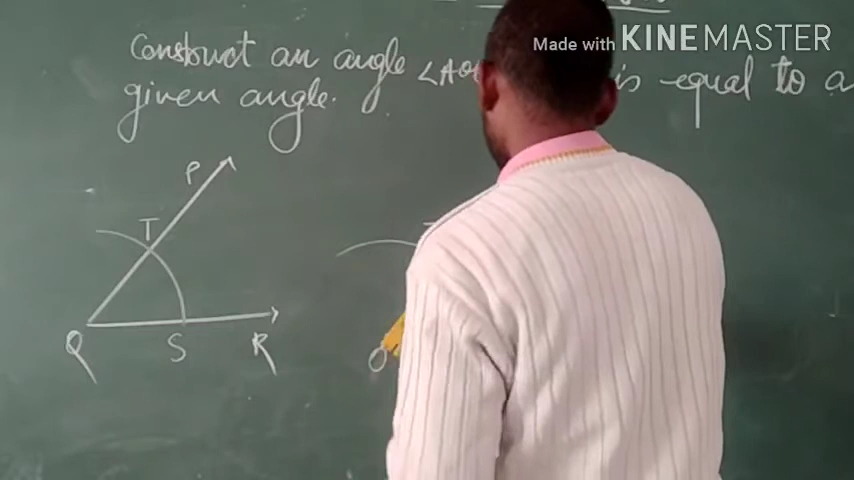 Made with KINEMASTER
Construct an angle ∠AO is equal to a
given angle.
P
T
Q S R
O